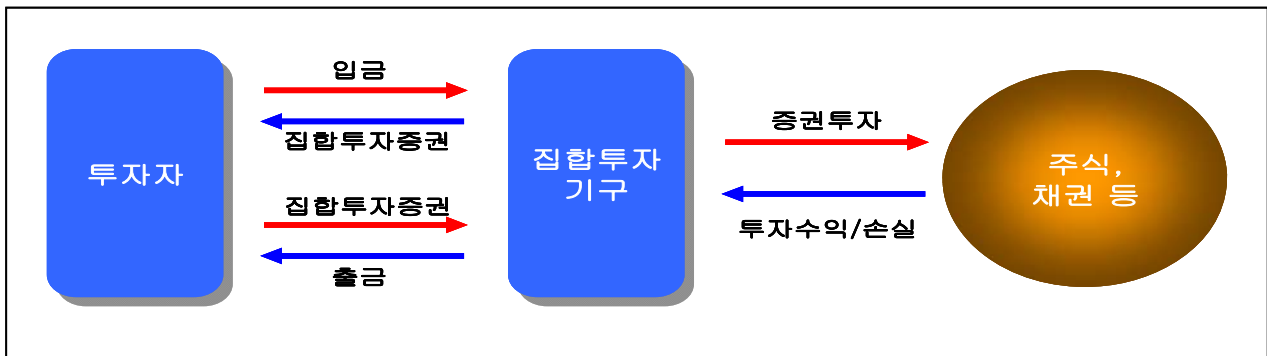 투자자
입금
집합투자증권
집합투자증권
출금
집합투자
기구
증권투자
투자수익/손실
주식,
채권 등